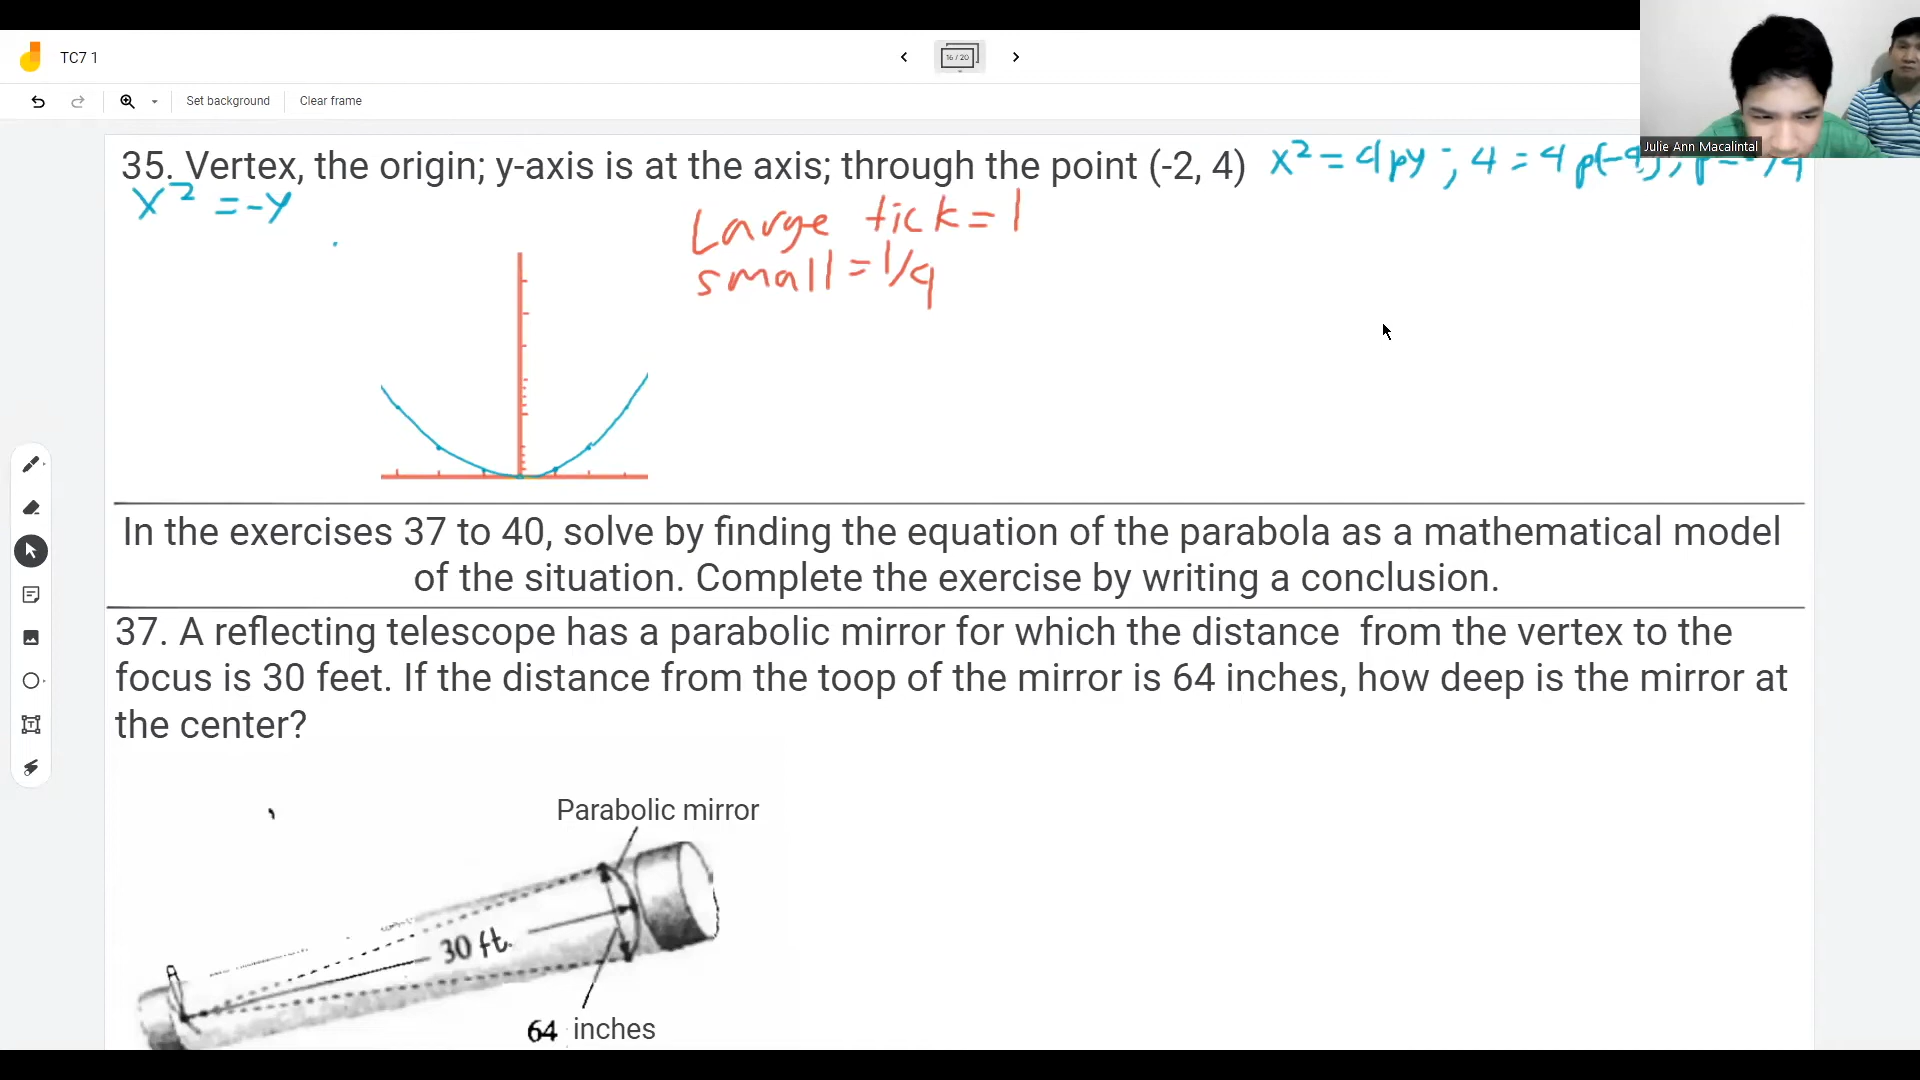 TC7 1
16 / 20
Set background
Clear frame
Julie Ann Macalintal
35. Vertex, the origin; y-axis is at the axis; through the point (-2, 4) x² = 4py ; 4 = 4p(-4
x² = -y
Large tick = 1
small = 1/4
In the exercises 37 to 40, solve by finding the equation of the parabola as a mathematical model
of the situation. Complete the exercise by writing a conclusion.
37. A reflecting telescope has a parabolic mirror for which the distance from the vertex to the
focus is 30 feet. If the distance from the toop of the mirror is 64 inches, how deep is the mirror at
the center?
Parabolic mirror
30 ft.
64 inches